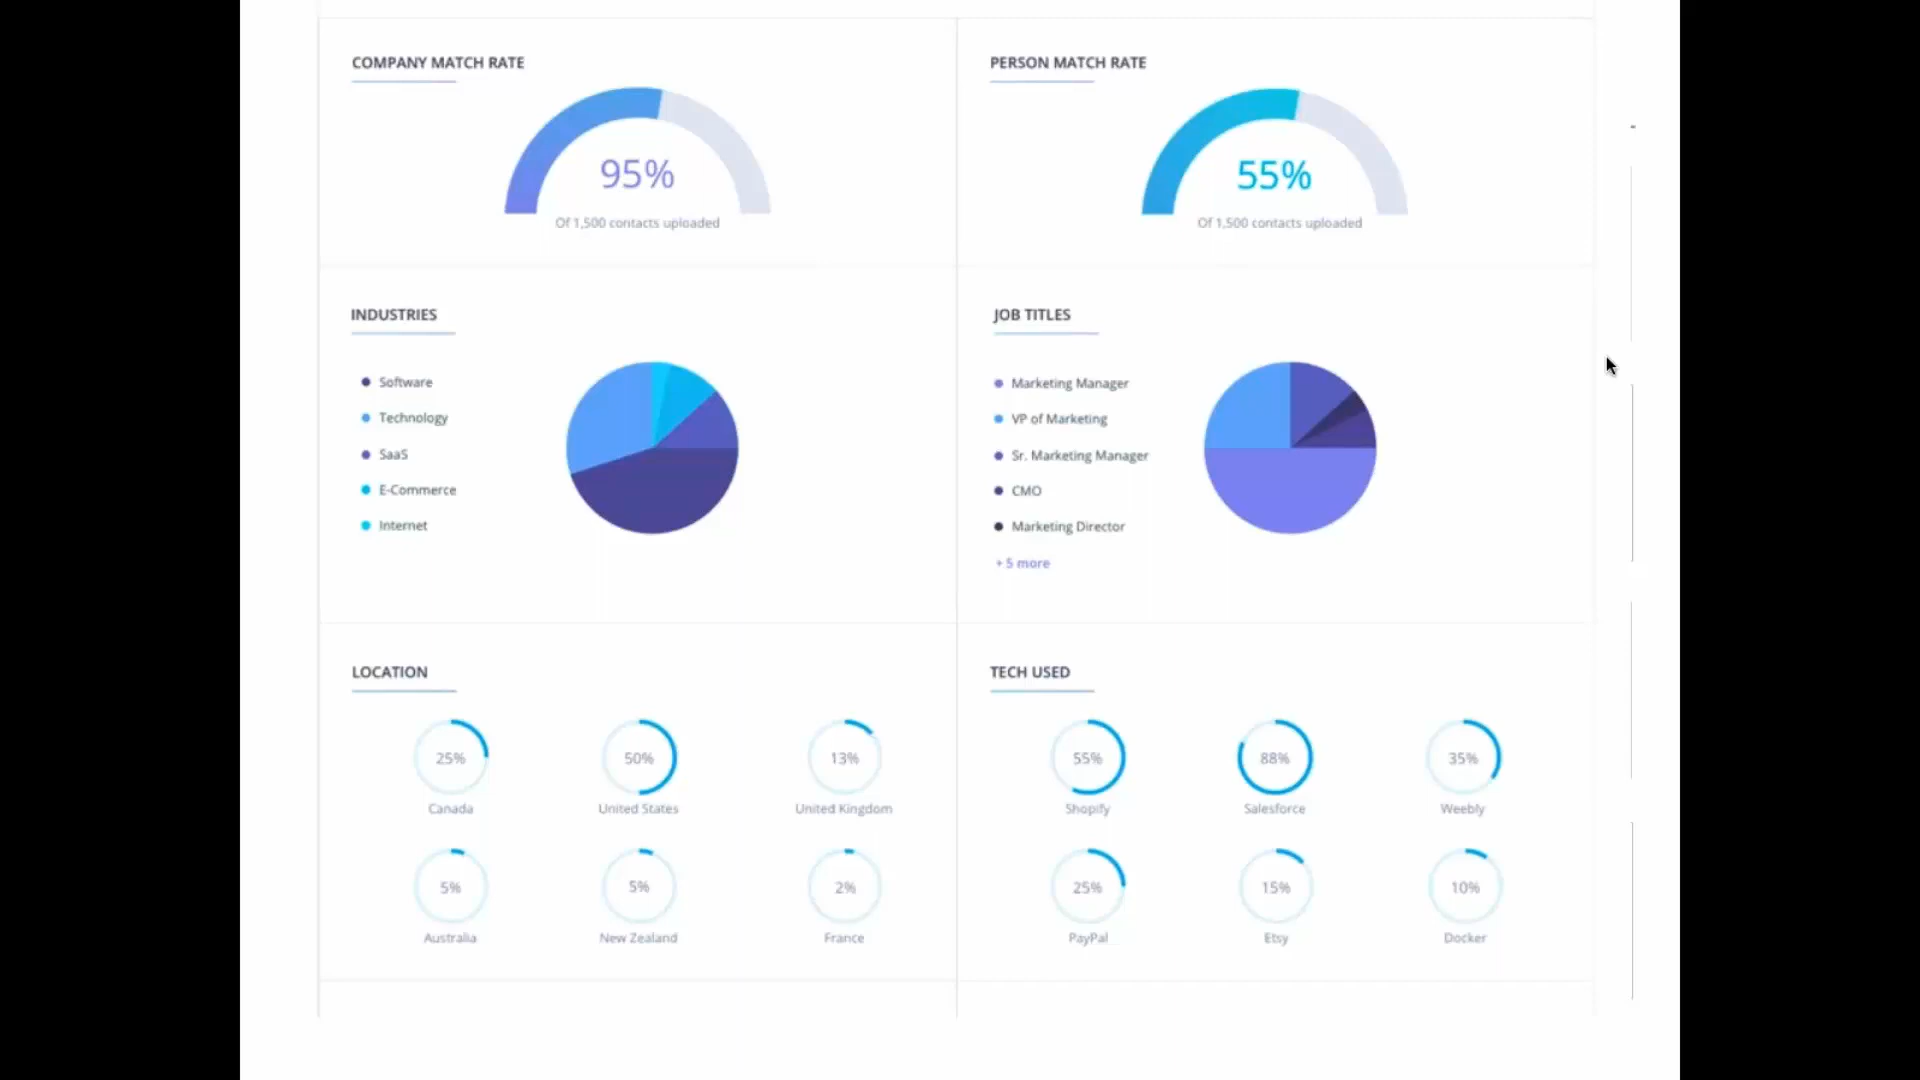 COMPANY MATCH RATE
95%
Of 1,500 contacts uploaded
PERSON MATCH RATE
55%
Of 1,500 contacts uploaded
INDUSTRIES
Software
Technology
SaaS
E-Commerce
Internet
JOB TITLES
Marketing Manager
VP of Marketing
Sr. Marketing Manager
CMO
Marketing Director
+ 5 more
LOCATION
25%
Canada
50%
United States
13%
United Kingdom
5%
Australia
5%
New Zealand
2%
France
TECH USED
55%
Shopify
88%
Salesforce
35%
Weebly
25%
PayPal
15%
Etsy
10%
Docker